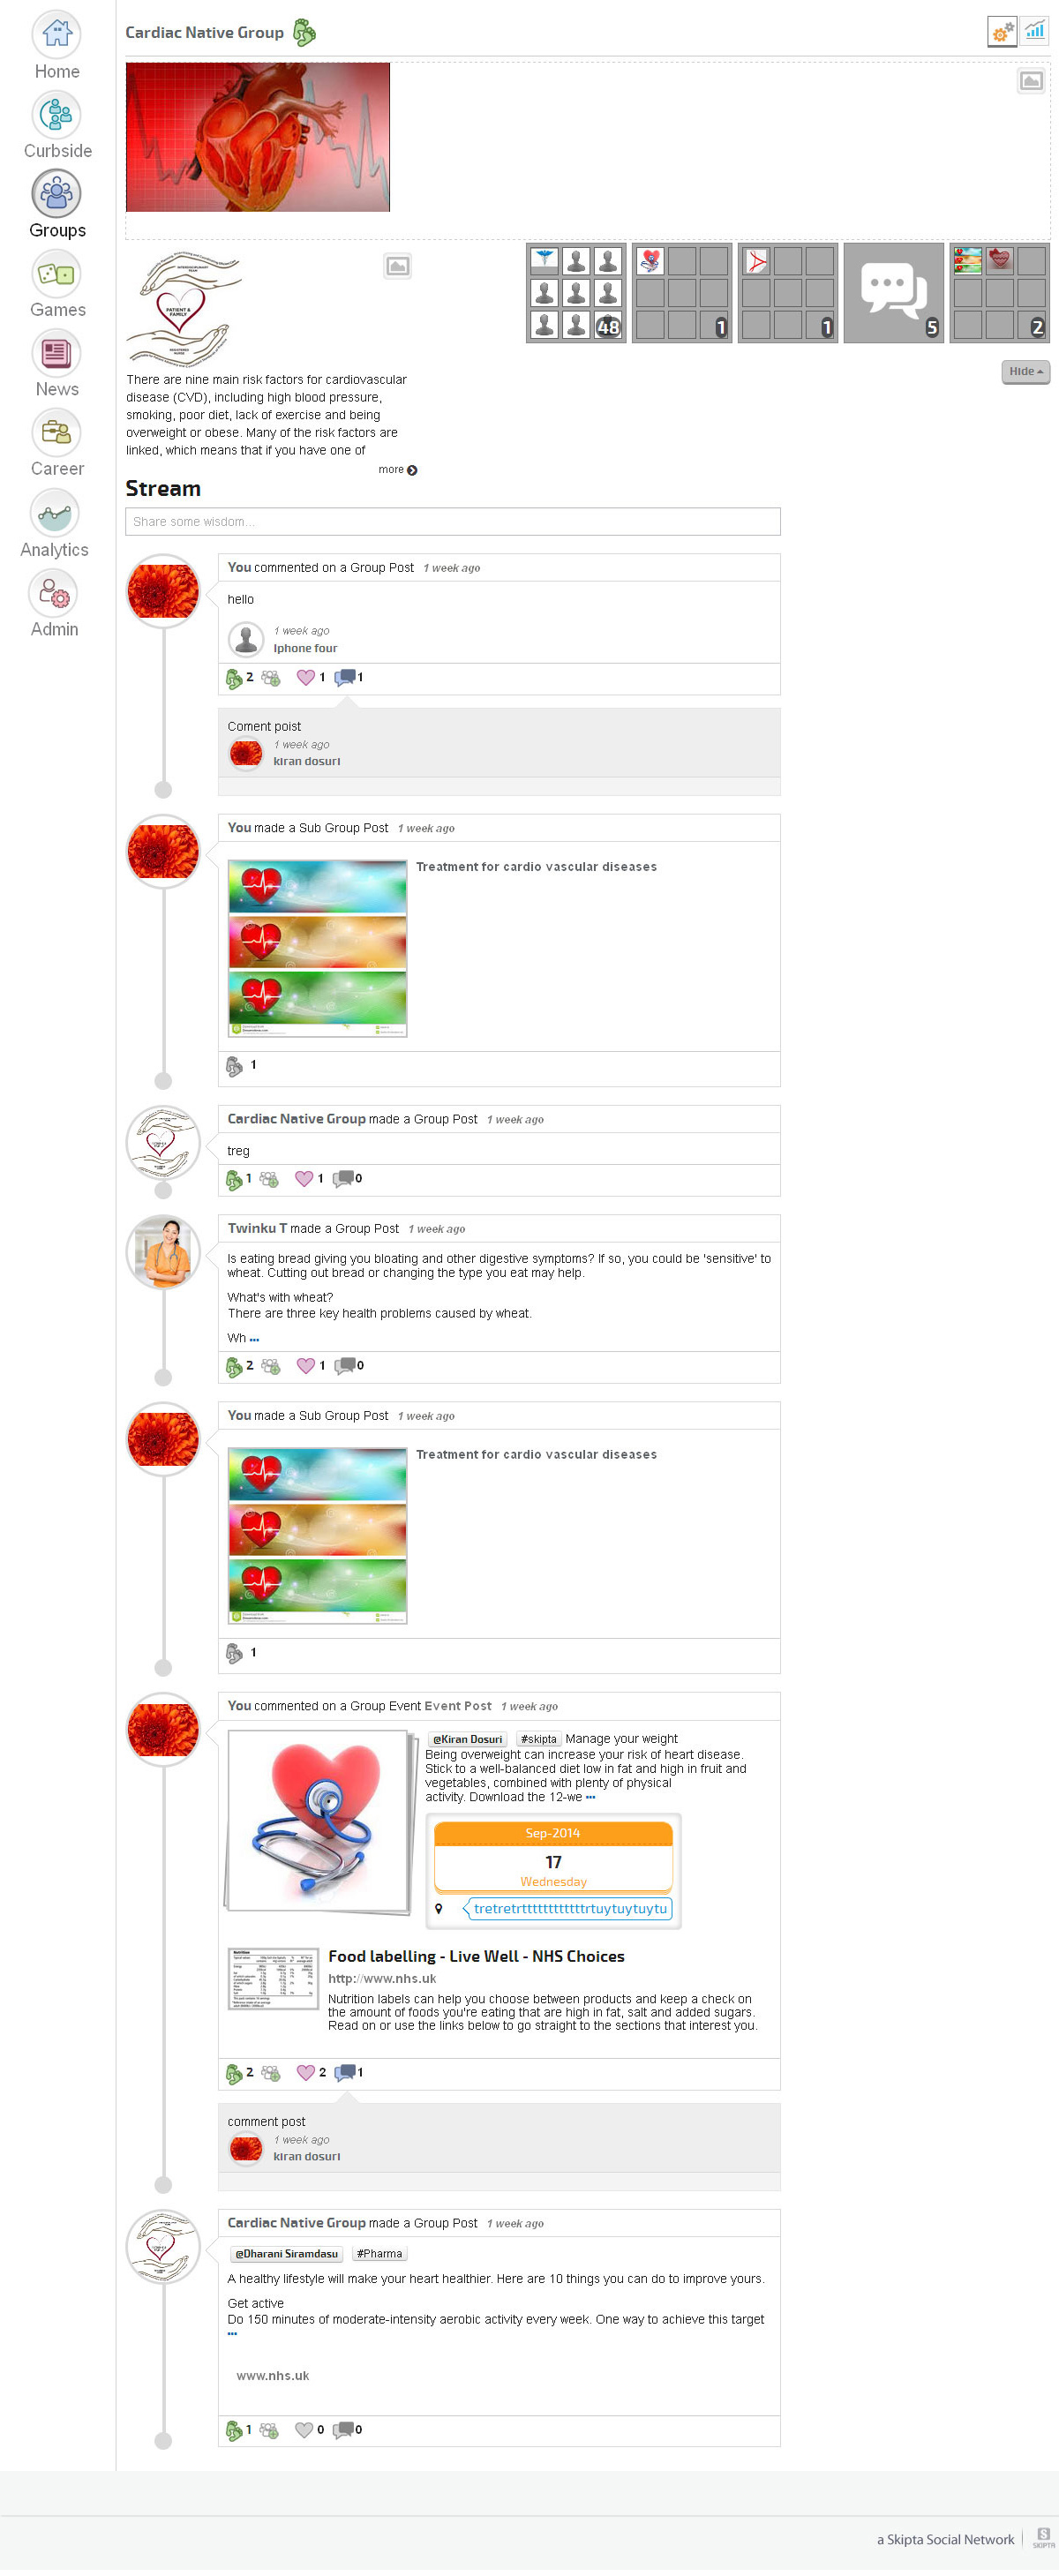 Cardiac Native Group
Home
Curbside
Groups
Games
News
Career
Analytics
Admin
PATIENT &
FAMILY
48
1
1
5
2
Hide
There are nine main risk factors for cardiovascular
disease (CVD), including high blood pressure,
smoking, poor diet, lack of exercise and being
overweight or obese. Many of the risk factors are
linked, which means that if you have one of
more
Stream
Share some wisdom...
You commented on a Group Post 1 week ago
hello
1 week ago
Iphone four
2 1 1
Coment poist
1 week ago
kiran dosuri
You made a Sub Group Post 1 week ago
Treatment for cardio vascular diseases
1
Cardiac Native Group made a Group Post 1 week ago
treg
1 1 0
Twinku T made a Group Post 1 week ago
Is eating bread giving you bloating and other digestive symptoms? If so, you could be 'sensitive' to
wheat. Cutting out bread or changing the type you eat may help.
What's with wheat?
There are three key health problems caused by wheat.
Wh ...
2 1 0
You made a Sub Group Post 1 week ago
Treatment for cardio vascular diseases
1
You commented on a Group Event Event Post 1 week ago
@Kiran Dosuri #skipta Manage your weight
Being overweight can increase your risk of heart disease.
Stick to a well-balanced diet low in fat and high in fruit and
vegetables, combined with plenty of physical
activity. Download the 12-we ...
Sep-2014
17
Wednesday
Food labelling - Live Well - NHS Choices
http://www.nhs.uk
Nutrition labels can help you choose between products and keep a check on
the amount of foods you're eating that are high in fat, salt and added sugars.
Read on or use the links below to go straight to the sections that interest you.
2 2 1
comment post
1 week ago
kiran dosuri
Cardiac Native Group made a Group Post 1 week ago
@Dharani Siramdasu #Pharma
A healthy lifestyle will make your heart healthier. Here are 10 things you can do to improve yours.
Get active
Do 150 minutes of moderate-intensity aerobic activity every week. One way to achieve this target
...
www.nhs.uk
1 0 0
a Skipta Social Network
S
SKIPTA